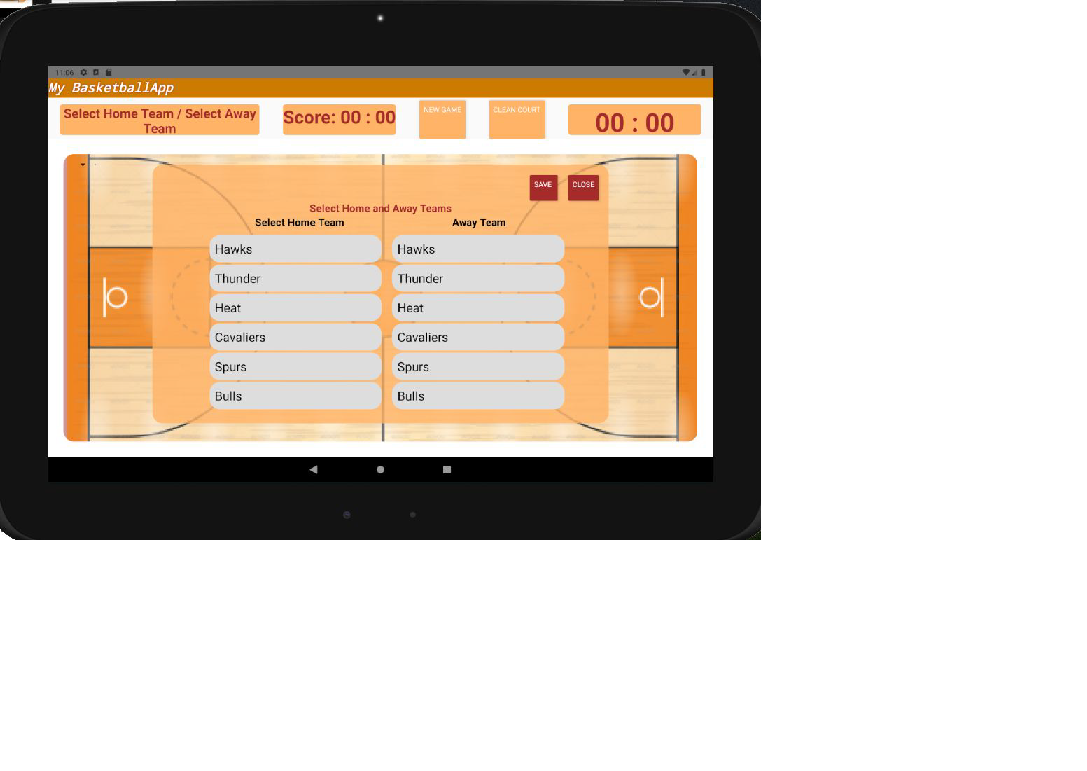 11:06
My BasketballApp
Select Home Team / Select Away
Team
Score: 00 : 00
NEW GAME
CLEAN COURT
00 : 00
SAVE
CLOSE
Select Home and Away Teams
Select Home Team
Away Team
Hawks
Hawks
Thunder
Thunder
Heat
Heat
Cavaliers
Cavaliers
Spurs
Spurs
Bulls
Bulls